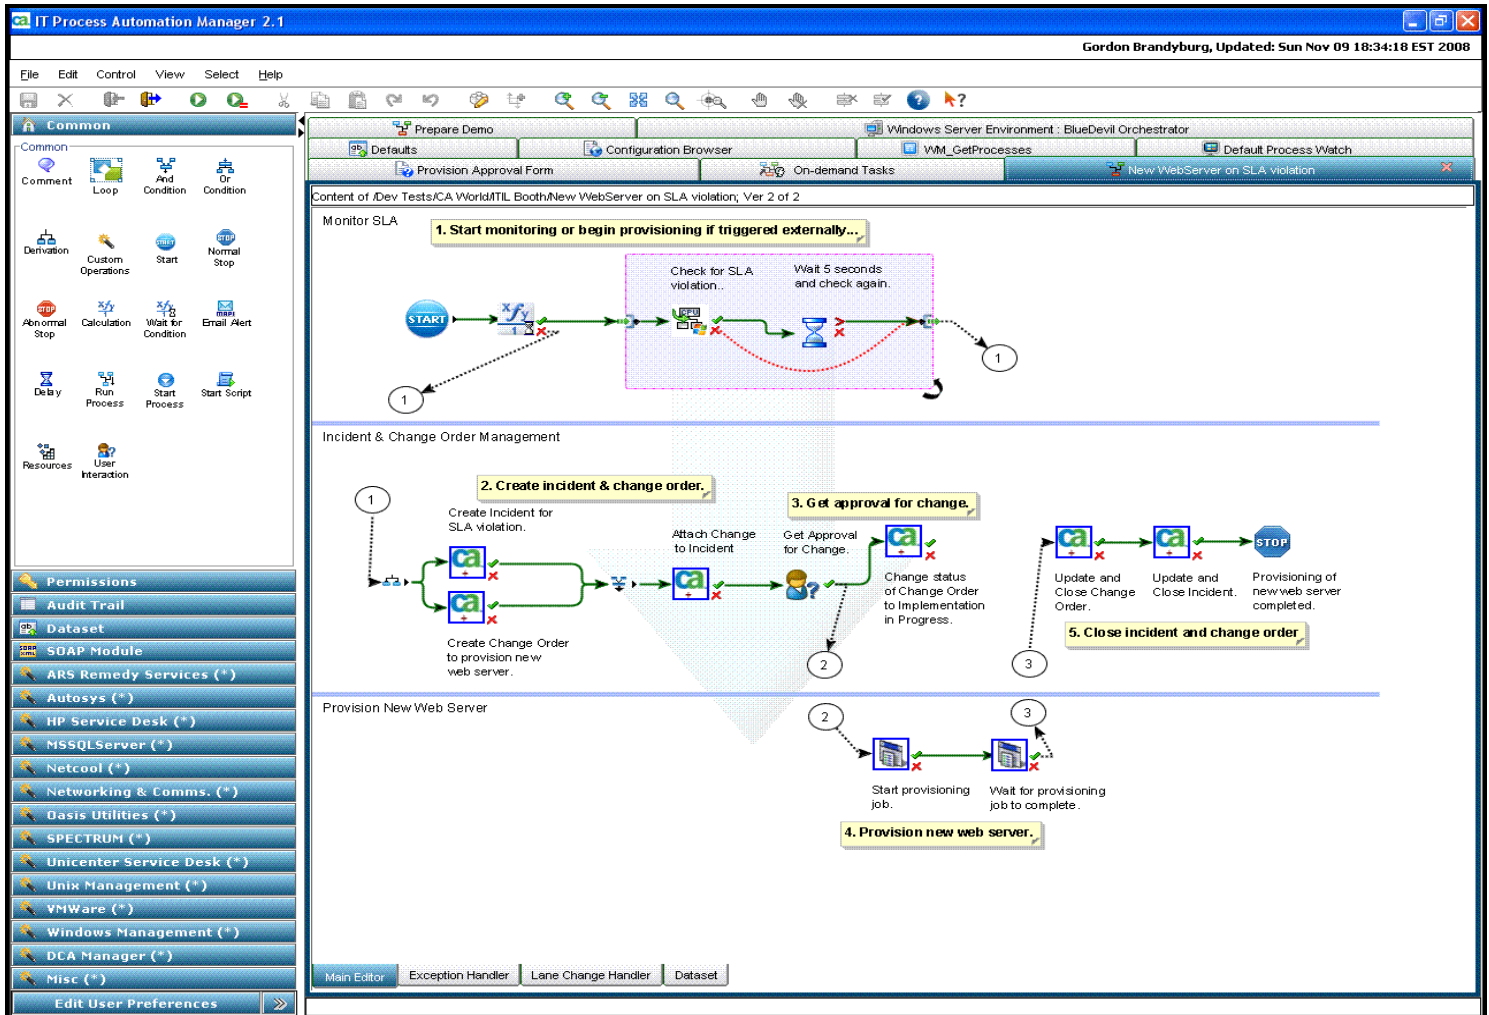 ca IT Process Automation Manager 2.1
Gordon Brandyburg, Updated: Sun Nov 09 18:34:18 EST 2008
File Edit Control View Select Help
Common
Common
Comment
Loop
And
Condition
Or
Condition
Derivation
Custom
Operations
START
Start
STOP
Normal
Stop
STOP
Abnormal
Stop
Calculation
Wait for
Condition
MAPI
Email Alert
Delay
Run
Process
Start
Process
Start Script
Resources
User
Interaction
Permissions
Audit Trail
Dataset
SOAP Module
ARS Remedy Services (*)
Autosys (*)
HP Service Desk (*)
MSSQLServer (*)
Netcool (*)
Networking & Comms. (*)
Oasis Utilities (*)
SPECTRUM (*)
Unicenter Service Desk (*)
Unix Management (*)
VMWare (*)
Windows Management (*)
DCA Manager (*)
Misc (*)
Edit User Preferences
Prepare Demo
Windows Server Environment : BlueDevil Orchestrator
Defaults
Configuration Browser
WM_GetProcesses
Default Process Watch
Provision Approval Form
On-demand Tasks
New WebServer on SLA violation
Content of /Dev Tests/CA World/ITIL Booth/New WebServer on SLA violation; Ver 2 of 2
Monitor SLA
1. Start monitoring or begin provisioning if triggered externally...
Check for SLA
violation..
Wait 5 seconds
and check again.
START
CPU
1
1
Incident & Change Order Management
2. Create incident & change order.
3. Get approval for change.
1
Create Incident for
SLA violation.
ca
ca
Create Change Order
to provision new
web server.
Attach Change
to Incident
ca
Get Approval
for Change.
ca
Change status
of Change Order
to Implementation
in Progress.
2
ca
Update and
Close Change
Order.
ca
Update and
Close Incident.
STOP
Provisioning of
new web server
completed.
5. Close incident and change order
3
Provision New Web Server
2
3
Start provisioning
job.
Wait for provisioning
job to complete.
4. Provision new web server.
Main Editor
Exception Handler
Lane Change Handler
Dataset